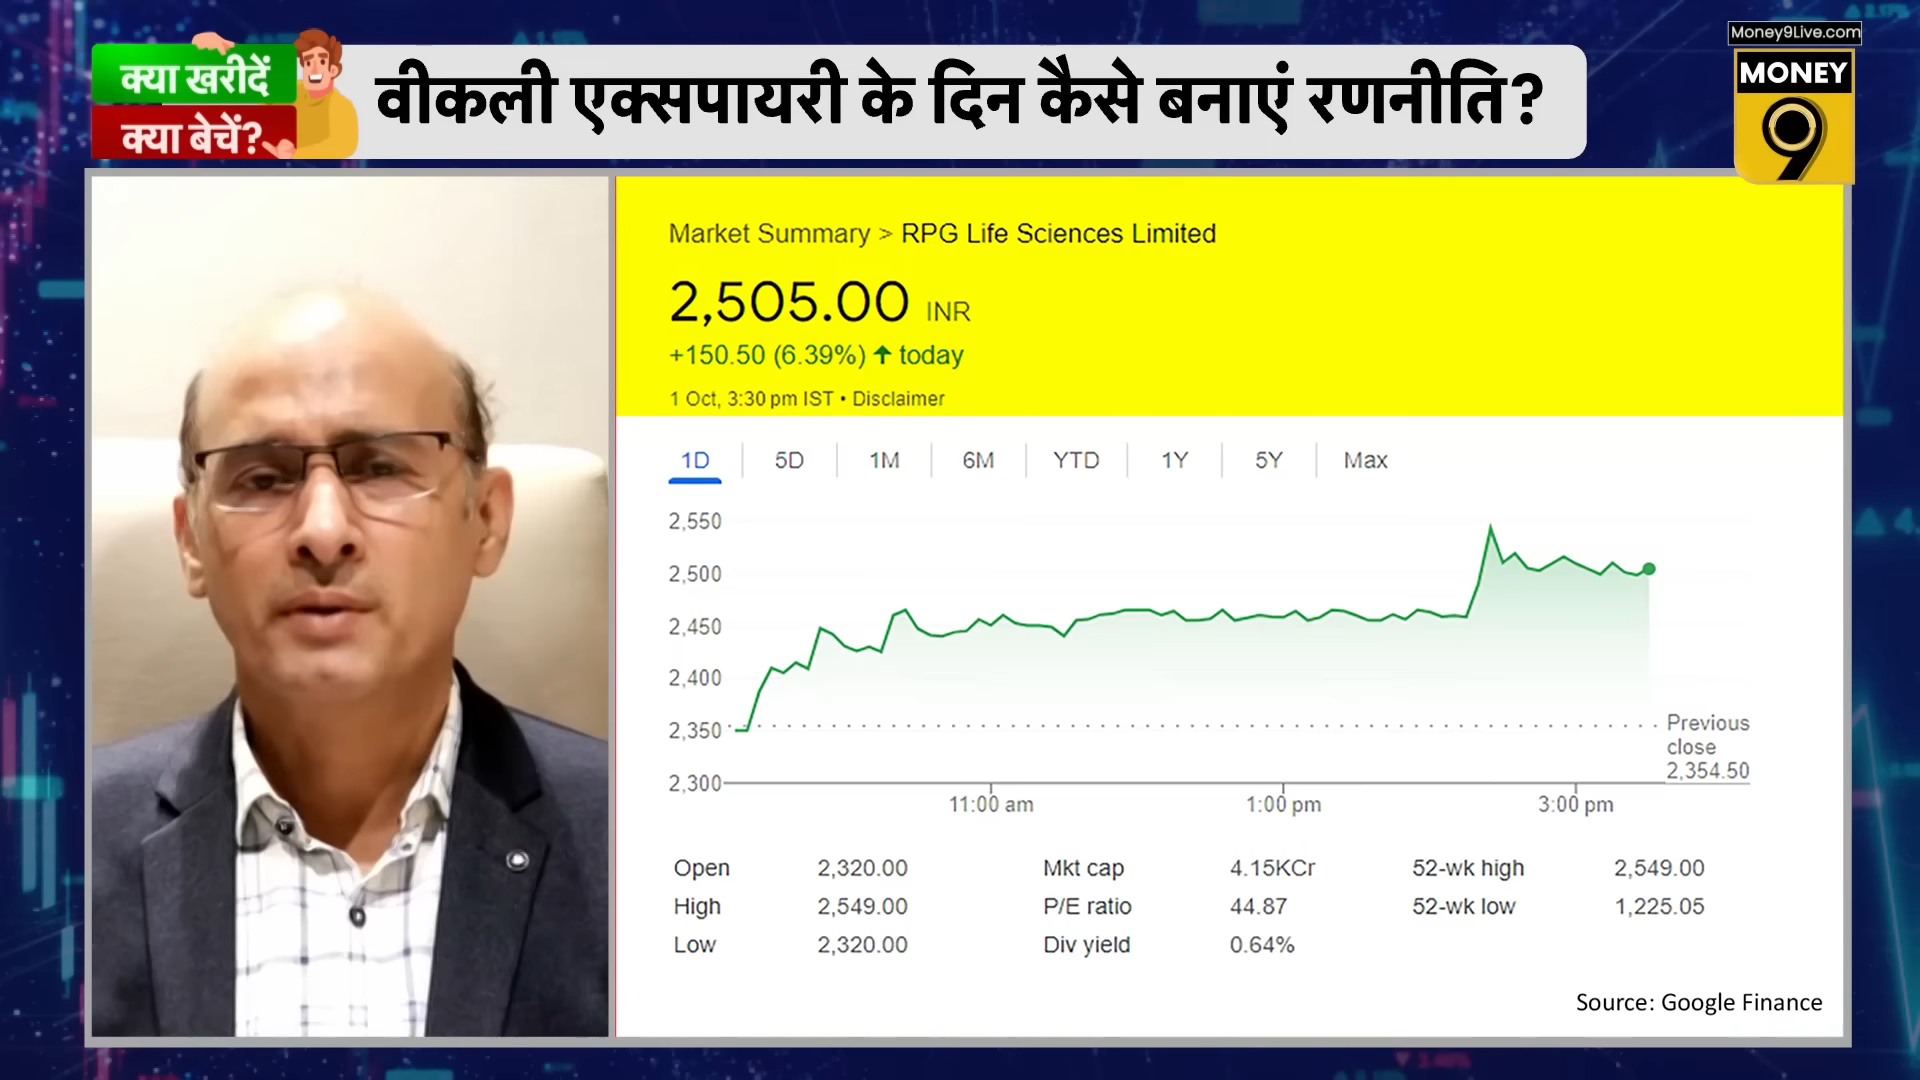 Money9Live.com
MONEY
9
क्या खरीदें
क्या बेचें?
वीकली एक्सपायरी के दिन कैसे बनाएं रणनीति?
Market Summary > RPG Life Sciences Limited
2,505.00 INR
+150.50 (6.39%) ↑ today
1 Oct, 3:30 pm IST • Disclaimer
1D 5D 1M 6M YTD 1Y 5Y Max
2,550
2,500
2,450
2,400
2,350
2,300
Previous
close
2,354.50
11:00 am 1:00 pm 3:00 pm
Open 2,320.00 Mkt cap 4.15KCr 52-wk high 2,549.00
High 2,549.00 P/E ratio 44.87 52-wk low 1,225.05
Low 2,320.00 Div yield 0.64%
Source: Google Finance